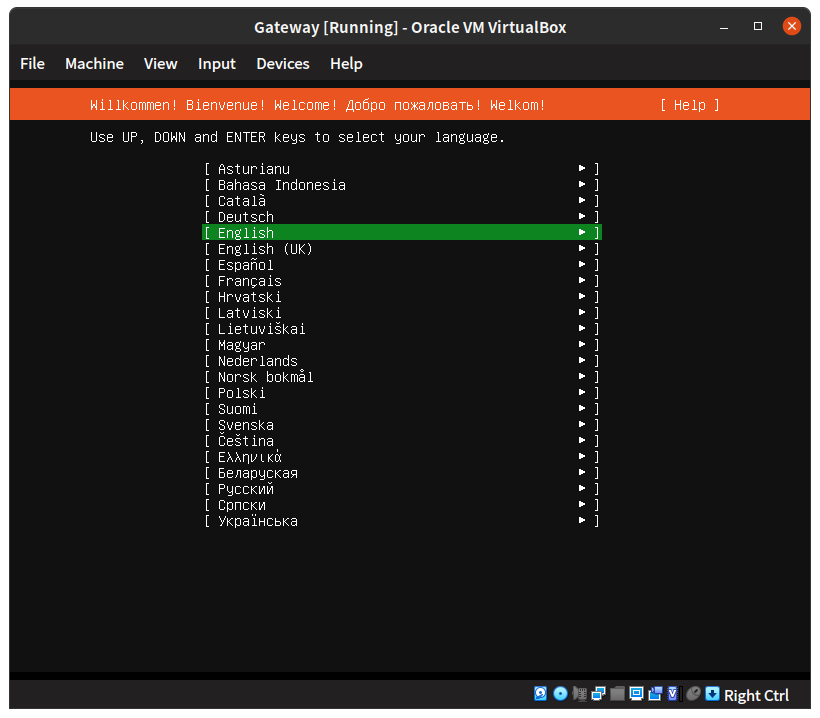 Gateway [Running] - Oracle VM VirtualBox
File Machine View Input Devices Help
Willkommen! Bienvenue! Welcome! Добро пожаловать! Welkom! [ Help ]
Use UP, DOWN and ENTER keys to select your language.
[ Asturianu ► ]
[ Bahasa Indonesia ► ]
[ Català ► ]
[ Deutsch ► ]
[ English ► ]
[ English (UK) ► ]
[ Español ► ]
[ Français ► ]
[ Hrvatski ► ]
[ Latviski ► ]
[ Lietuviškai ► ]
[ Magyar ► ]
[ Nederlands ► ]
[ Norsk bokmål ► ]
[ Polski ► ]
[ Suomi ► ]
[ Svenska ► ]
[ Čeština ► ]
[ Ελληνικά ► ]
[ Беларуская ► ]
[ Русский ► ]
[ Српски ► ]
[ Українська ► ]
Right Ctrl